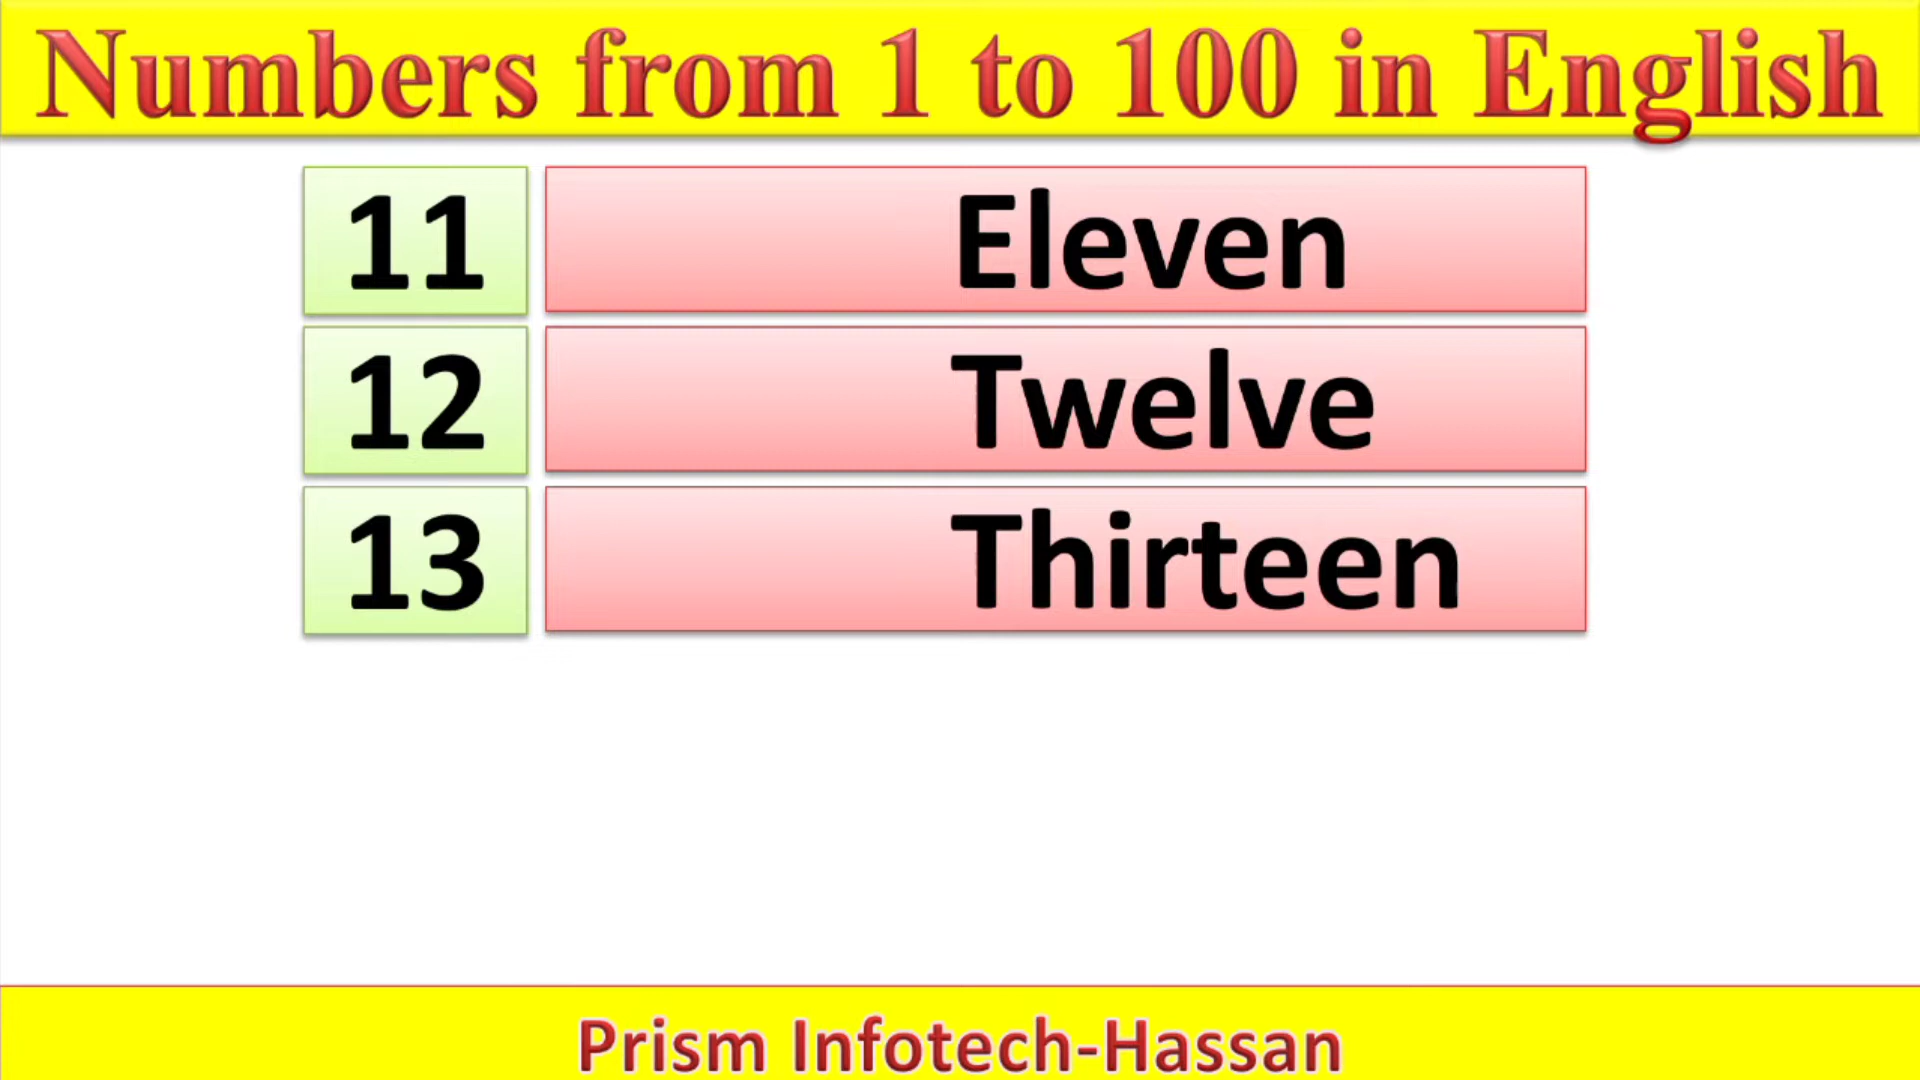 Numbers from 1 to 100 in English
11 Eleven
12 Twelve
13 Thirteen
Prism Infotech-Hassan